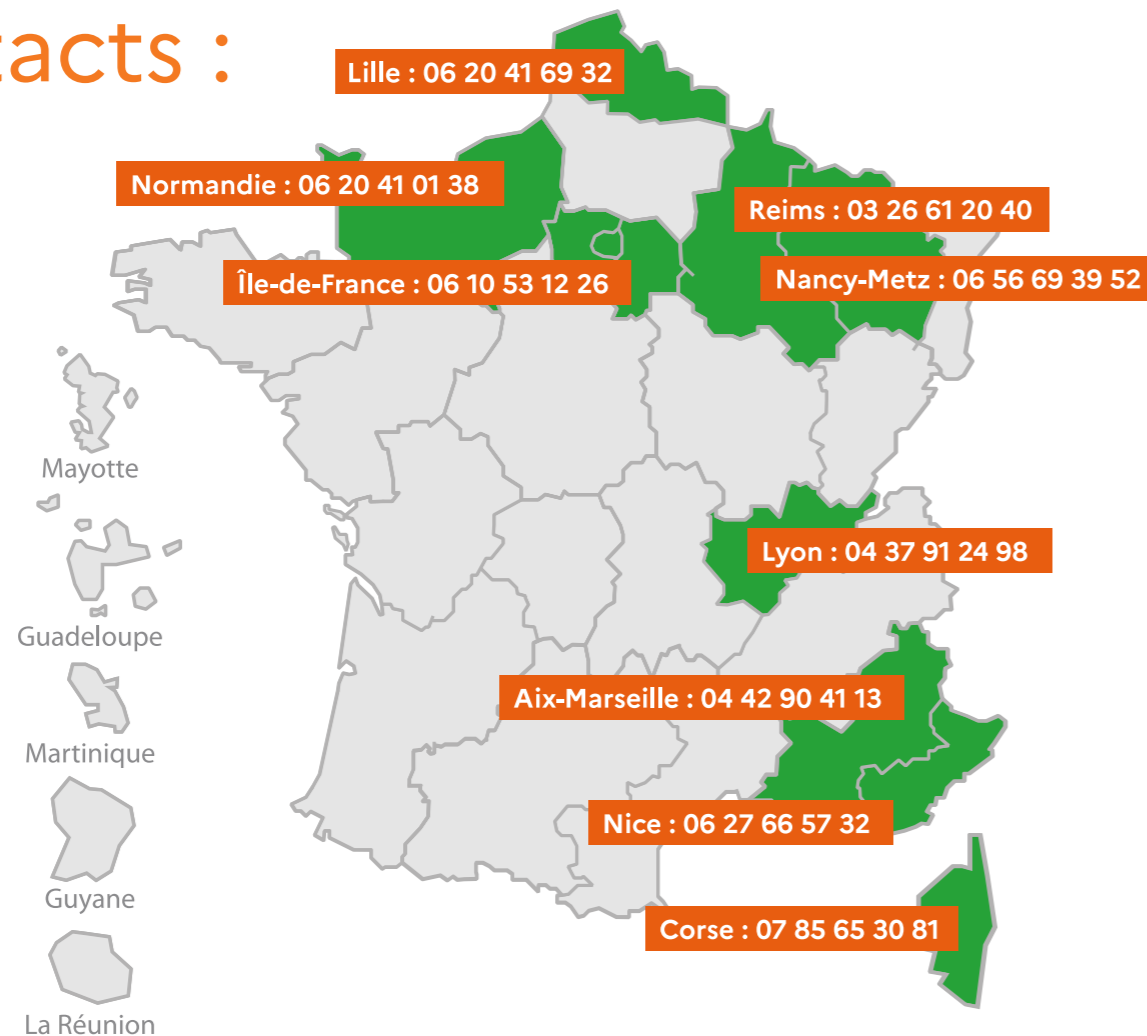 tacts :
Lille : 06 20 41 69 32
Normandie : 06 20 41 01 38
Reims : 03 26 61 20 40
Île-de-France : 06 10 53 12 26
Nancy-Metz : 06 56 69 39 52
Mayotte
Lyon : 04 37 91 24 98
Guadeloupe
Aix-Marseille : 04 42 90 41 13
Martinique
Nice : 06 27 66 57 32
Guyane
Corse : 07 85 65 30 81
La Réunion